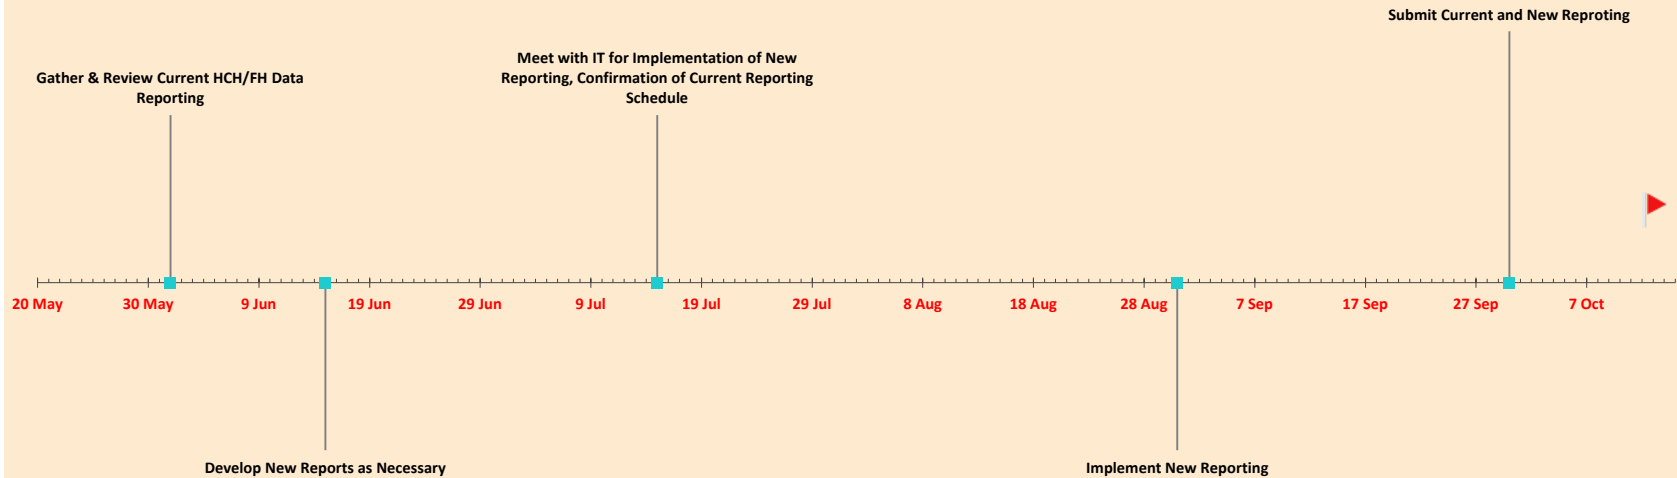 Submit Current and New Reproting
Meet with IT for Implementation of New
Reporting, Confirmation of Current Reporting
Schedule
Gather & Review Current HCH/FH Data
Reporting
20 May
30 May
9 Jun
19 Jun
29 Jun
9 Jul
19 Jul
29 Jul
8 Aug
18 Aug
28 Aug
7 Sep
17 Sep
27 Sep
7 Oct
Develop New Reports as Necessary
Implement New Reporting